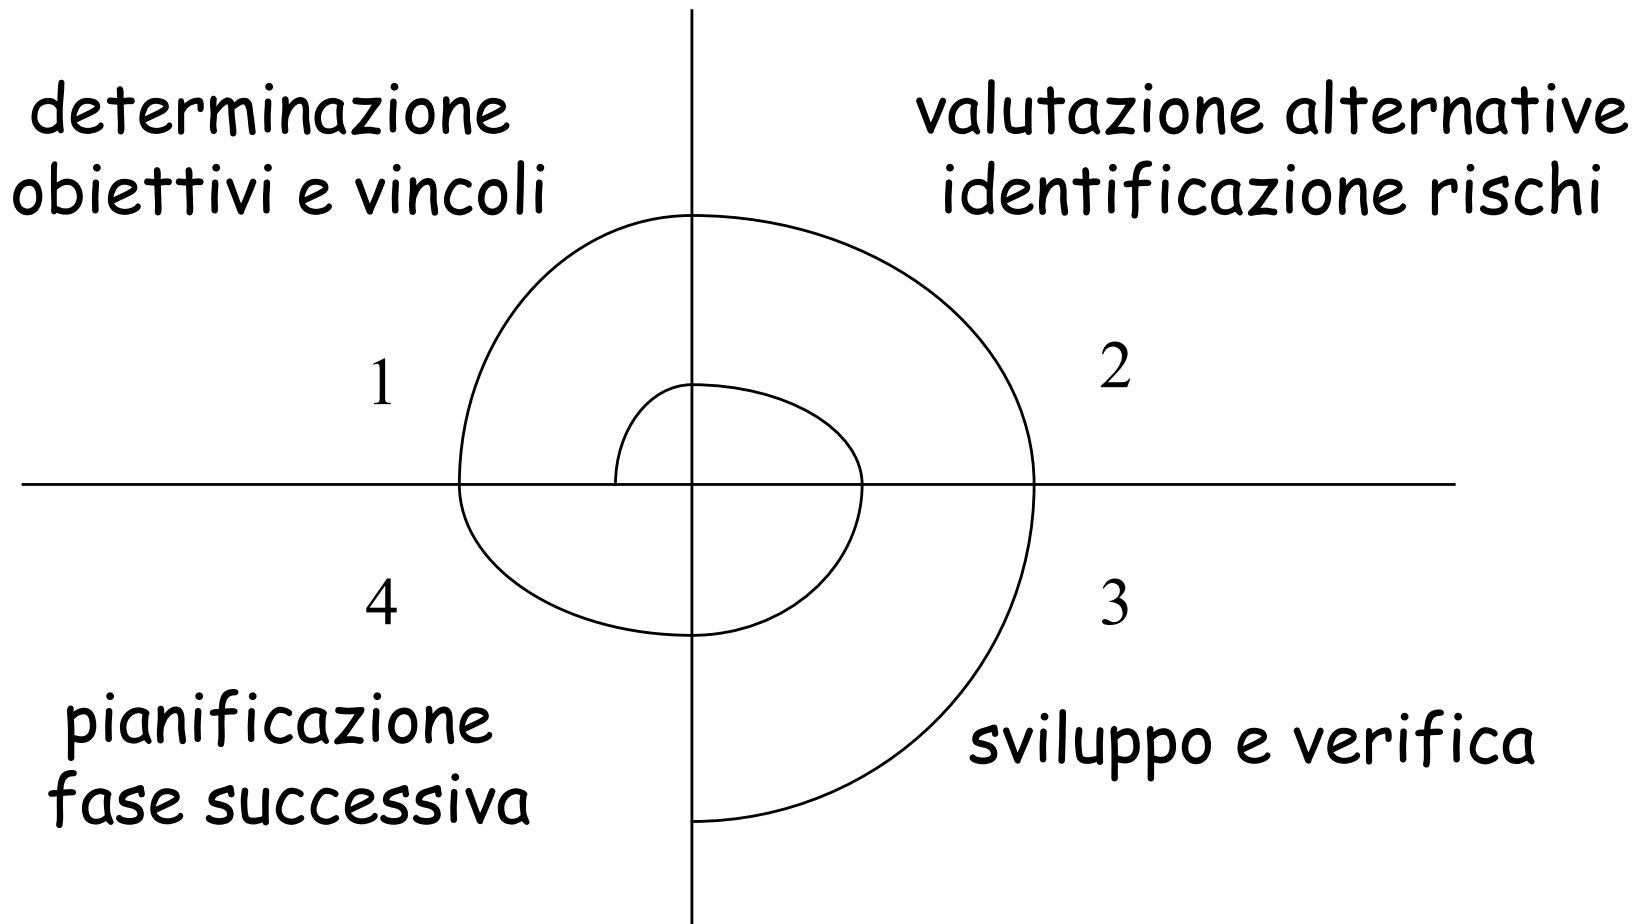 determinazione
obiettivi e vincoli
valutazione alternative
identificazione rischi
1
2
4
3
pianificazione
fase successiva
sviluppo e verifica